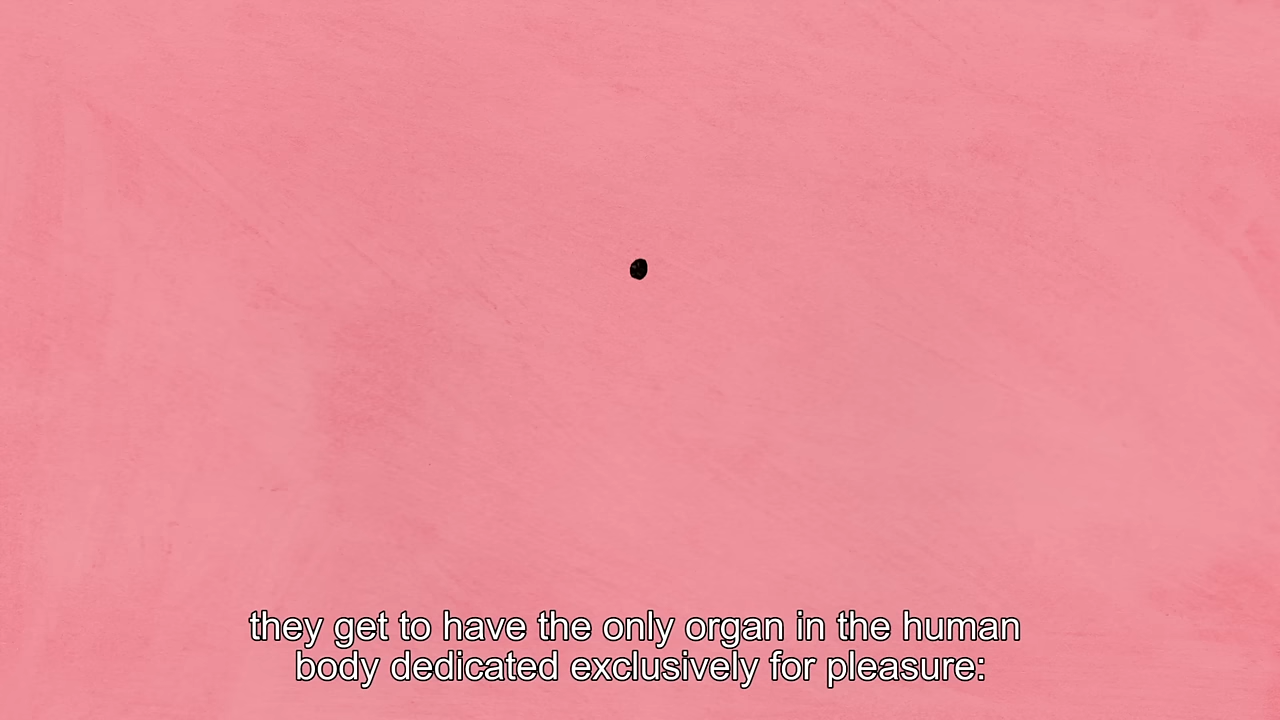 they get to have the only organ in the human
body dedicated exclusively for pleasure: